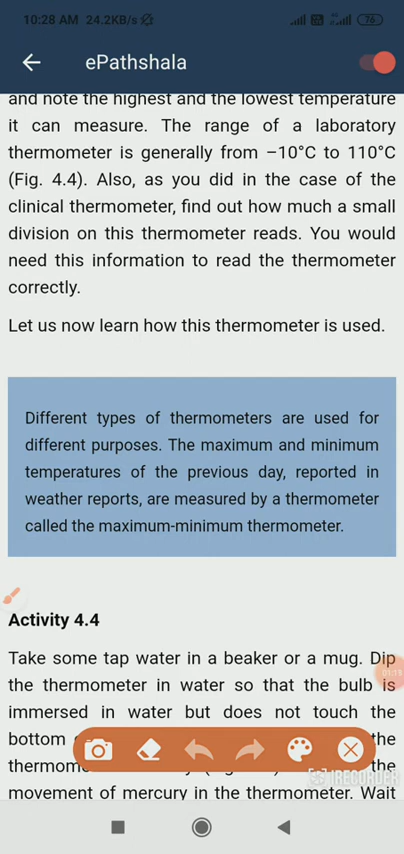 10:28 AM 24.2KB/s
76
ePathshala
and note the highest and the lowest temperature
it can measure. The range of a laboratory
thermometer is generally from −10°C to 110°C
(Fig. 4.4). Also, as you did in the case of the
clinical thermometer, find out how much a small
division on this thermometer reads. You would
need this information to read the thermometer
correctly.
Let us now learn how this thermometer is used.
Different types of thermometers are used for
different purposes. The maximum and minimum
temperatures of the previous day, reported in
weather reports, are measured by a thermometer
called the maximum-minimum thermometer.
Activity 4.4
Take some tap water in a beaker or a mug. Dip
the thermometer in water so that the bulb is
immersed in water but does not touch the
bottom the
the
movement of mercury in the thermometer. Wait
iRECORDER